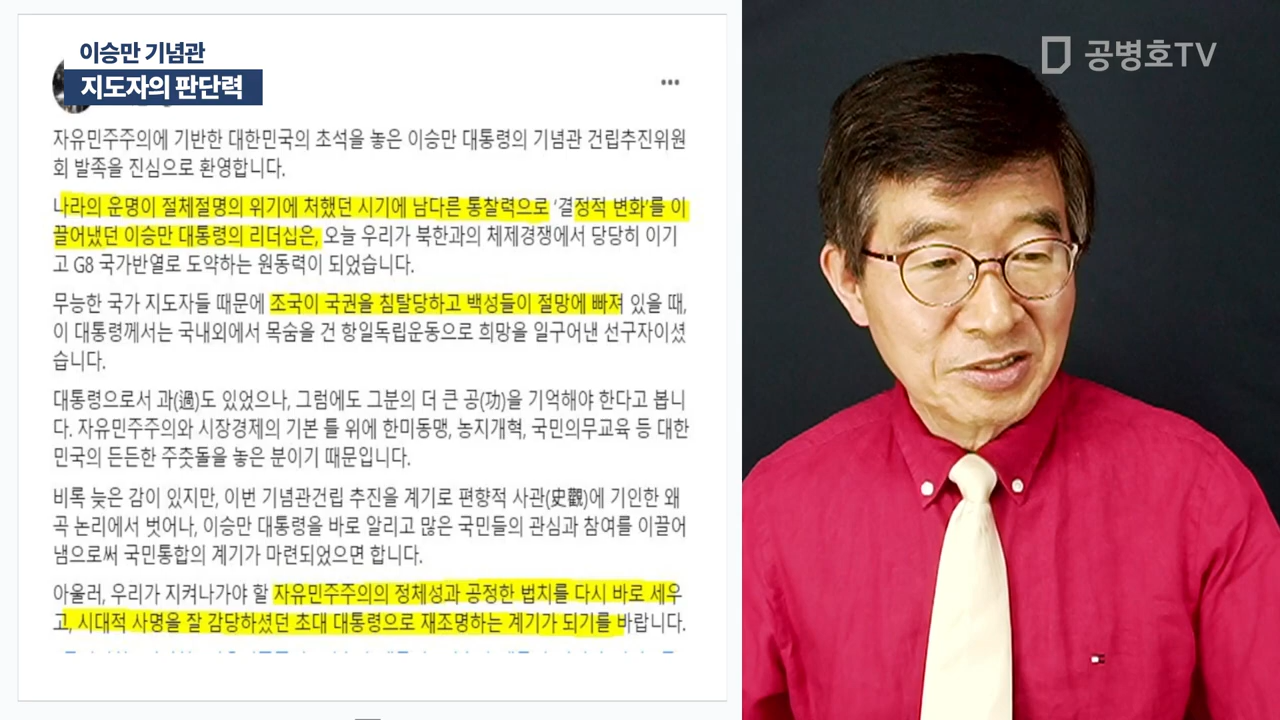 이승만 기념관
지도자의 판단력
공병호TV
자유민주주의에 기반한 대한민국의 초석을 놓은 이승만 대통령의 기념관 건립추진위원
회 발족을 진심으로 환영합니다.
나라의 운명이 절체절명의 위기에 처했던 시기에 남다른 통찰력으로 '결정적 변화'를 이
끌어냈던 이승만 대통령의 리더십은, 오늘 우리가 북한과의 체제경쟁에서 당당히 이기
고 G8 국가반열로 도약하는 원동력이 되었습니다.
무능한 국가 지도자들 때문에 조국이 국권을 침탈당하고 백성들이 절망에 빠져 있을 때,
이 대통령께서는 국내외에서 목숨을 건 항일독립운동으로 희망을 일구어낸 선구자이셨
습니다.
대통령으로서 과(過)도 있었으나, 그럼에도 그분의 더 큰 공(功)을 기억해야 한다고 봅니
다. 자유민주주의와 시장경제의 기본 틀 위에 한미동맹, 농지개혁, 국민의무교육 등 대한
민국의 든든한 주춧돌을 놓은 분이기 때문입니다.
비록 늦은 감이 있지만, 이번 기념관건립 추진을 계기로 편향적 사관(史觀)에 기인한 왜
곡 논리에서 벗어나, 이승만 대통령을 바로 알리고 많은 국민들의 관심과 참여를 이끌어
냄으로써 국민통합의 계기가 마련되었으면 합니다.
아울러, 우리가 지켜나가야 할 자유민주주의의 정체성과 공정한 법치를 다시 바로 세우
고, 시대적 사명을 잘 감당하셨던 초대 대통령으로 재조명하는 계기가 되기를 바랍니다.